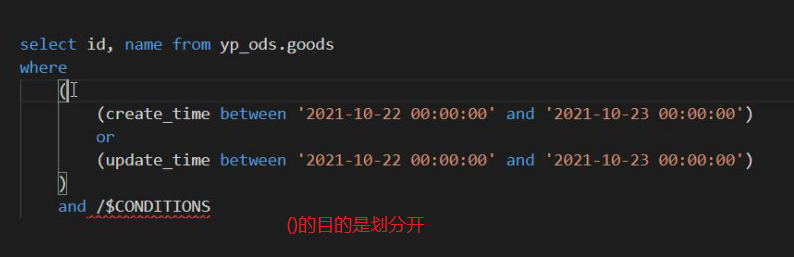 select id, name from yp_ods.goods
where
(
(create_time between '2021-10-22 00:00:00' and '2021-10-23 00:00:00')
or
(update_time between '2021-10-22 00:00:00' and '2021-10-23 00:00:00')
)
and /$CONDITIONS
()的目的是划分开